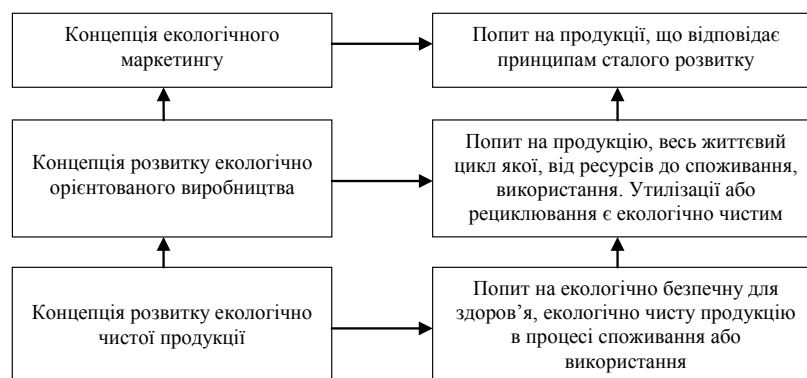 Концепція екологічного
маркетингу
Попит на продукції, що відповідає
принципам сталого розвитку
Концепція розвитку екологічно
орієнтованого виробництва
Попит на продукцію, весь життєвий
цикл якої, від ресурсів до споживання,
використання. Утилізації або
рециклювання є екологічно чистим
Концепція розвитку екологічно
чистої продукції
Попит на екологічно безпечну для
здоров’я, екологічно чисту продукцію
в процесі споживання або
використання